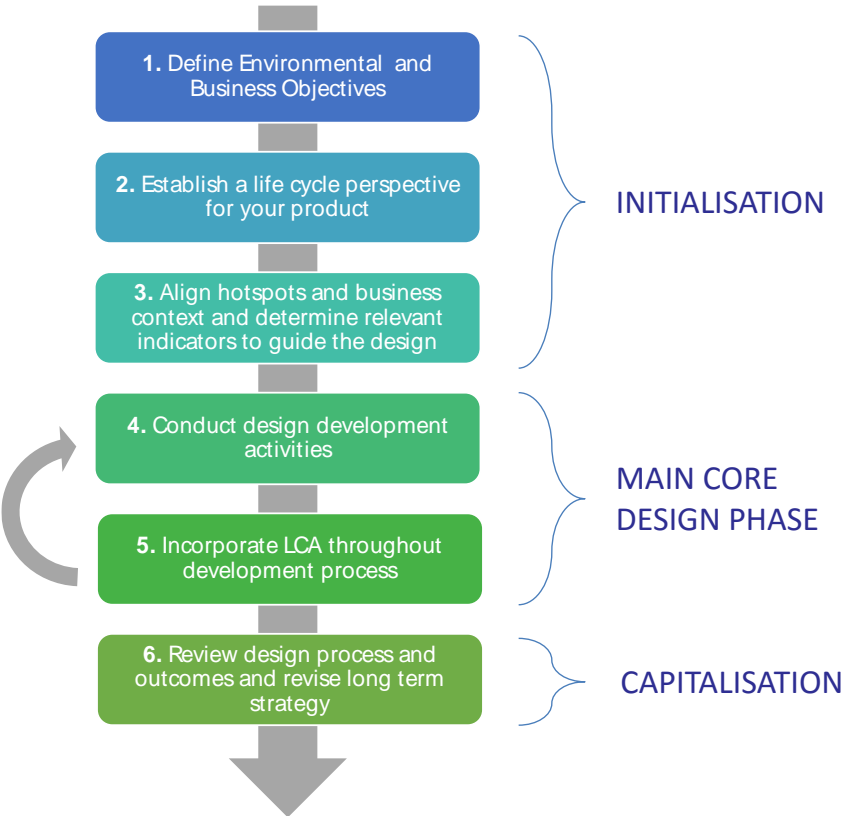 1. Define Environmental and
Business Objectives
2. Establish a life cycle perspective
for your product
3. Align hotspots and business
context and determine relevant
indicators to guide the design
INITIALISATION
4. Conduct design development
activities
5. Incorporate LCA throughout
development process
MAIN CORE
DESIGN PHASE
6. Review design process and
outcomes and revise long term
strategy
CAPITALISATION